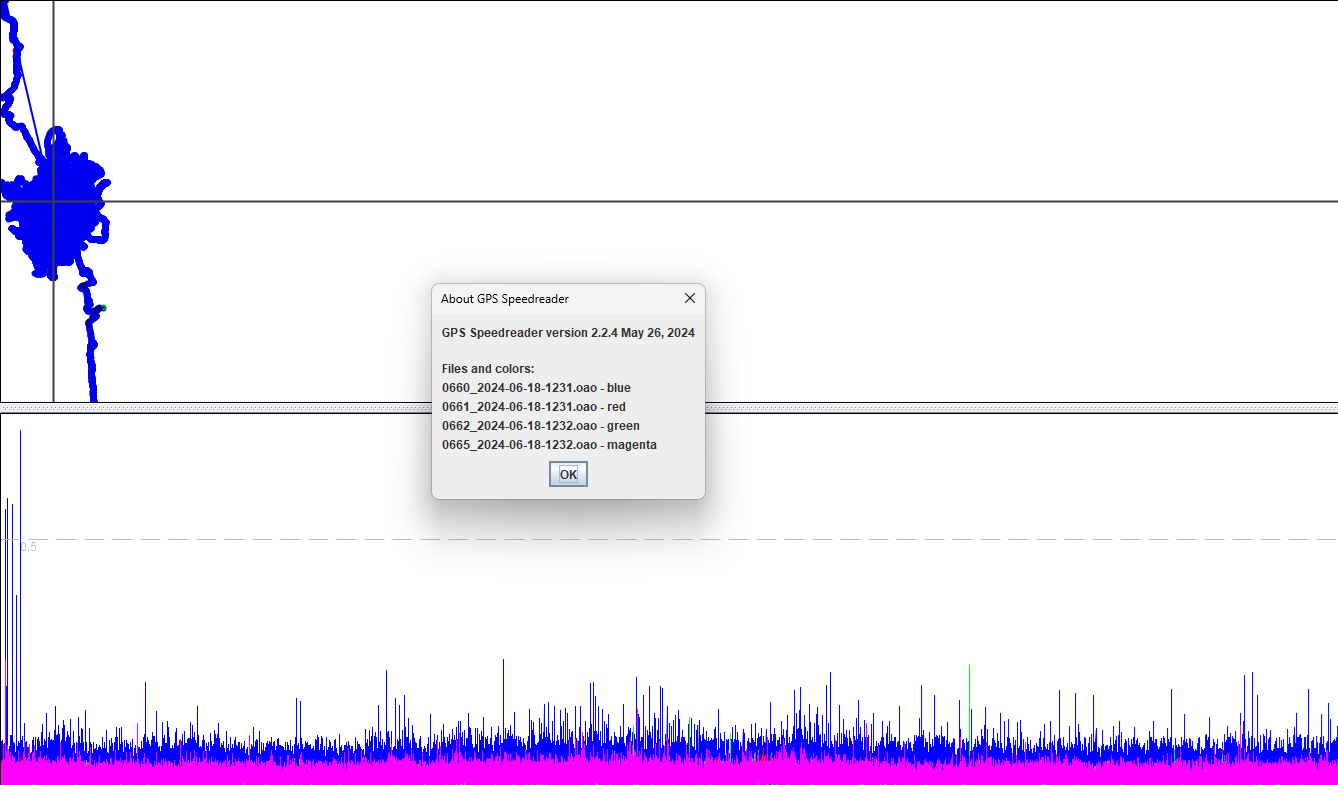 About GPS Speedreader
GPS Speedreader version 2.2.4 May 26, 2024
Files and colors:
0660_2024-06-18-1231.oao - blue
0661_2024-06-18-1231.oao - red
0662_2024-06-18-1232.oao - green
0665_2024-06-18-1232.oao - magenta
OK
0.5